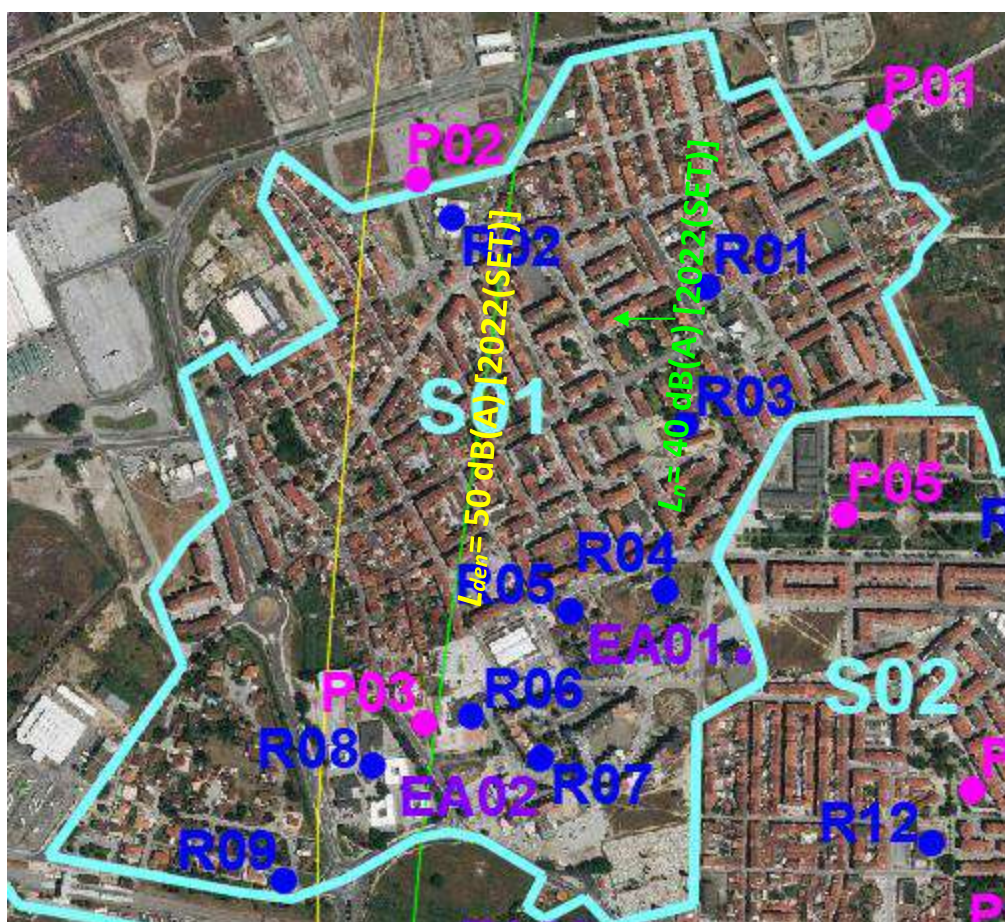 P01
P02
R02
R01
Lden= 50 dB(A) [2022(SET)]
Ln= 40 dB(A) [2022(SET)]
S01
R03
P05
R04
R05
EA01
S02
P03
R06
R08
R07
EA02
R12
R09